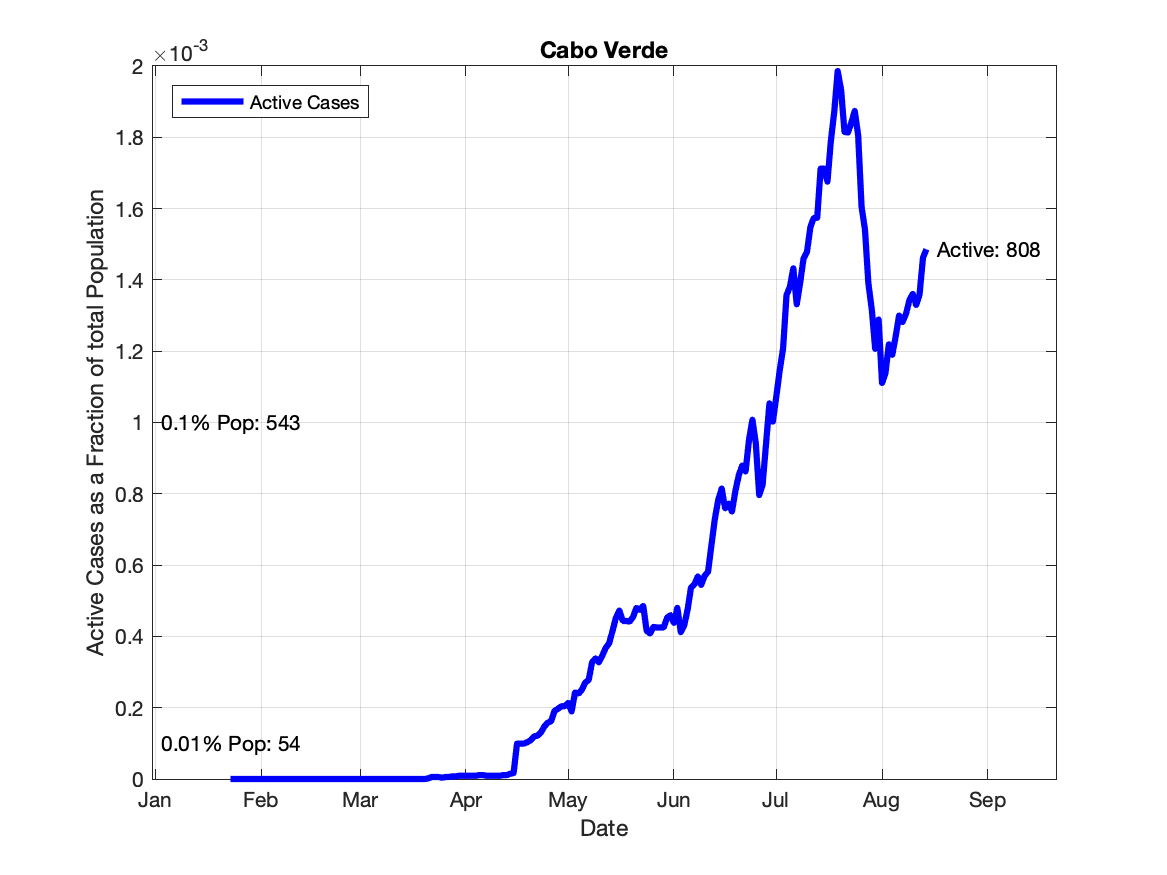 Cabo Verde
×10-3
Active Cases
2
1.8
1.6
1.4
1.2
1
0.8
0.6
0.4
0.2
0
Active Cases as a Fraction of total Population
Active: 808
0.1% Pop: 543
0.01% Pop: 54
Jan Feb Mar Apr May Jun Jul Aug Sep
Date